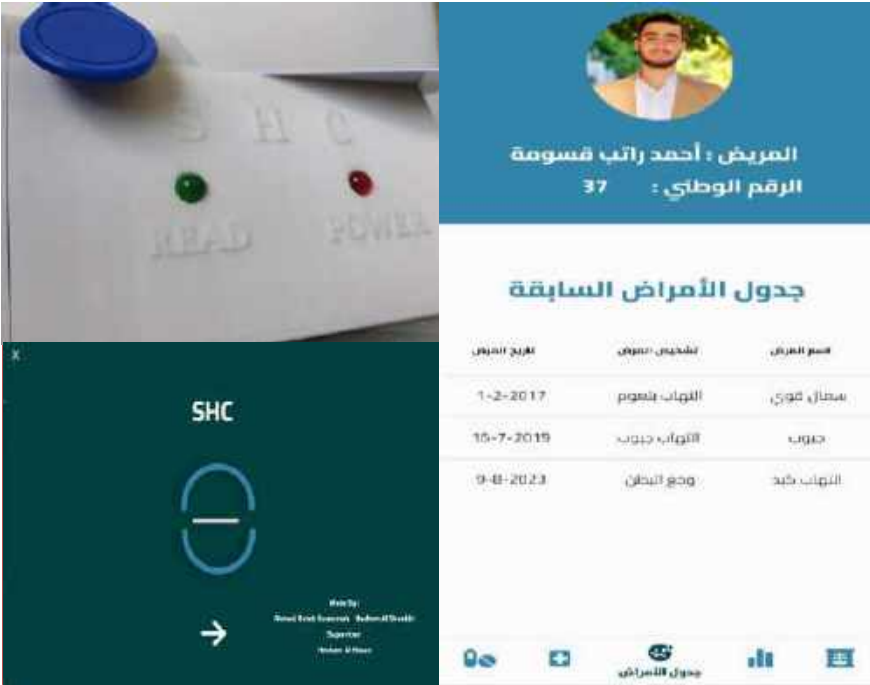 S H C
READ POWER
X
SHC
Made By:
Supervisor
المريض : أحمد راتب قسومة
الرقم الوطني : 37
جدول الأمراض السابقة
اسم المرض تشخيص المرض تاريخ المرض
سعال قوي التهاب بلعوم 1-2-2017
جيوب التهاب جيوب 15-7-2019
التهاب كبد وجع البطن 9-8-2023
جدول الأمراض